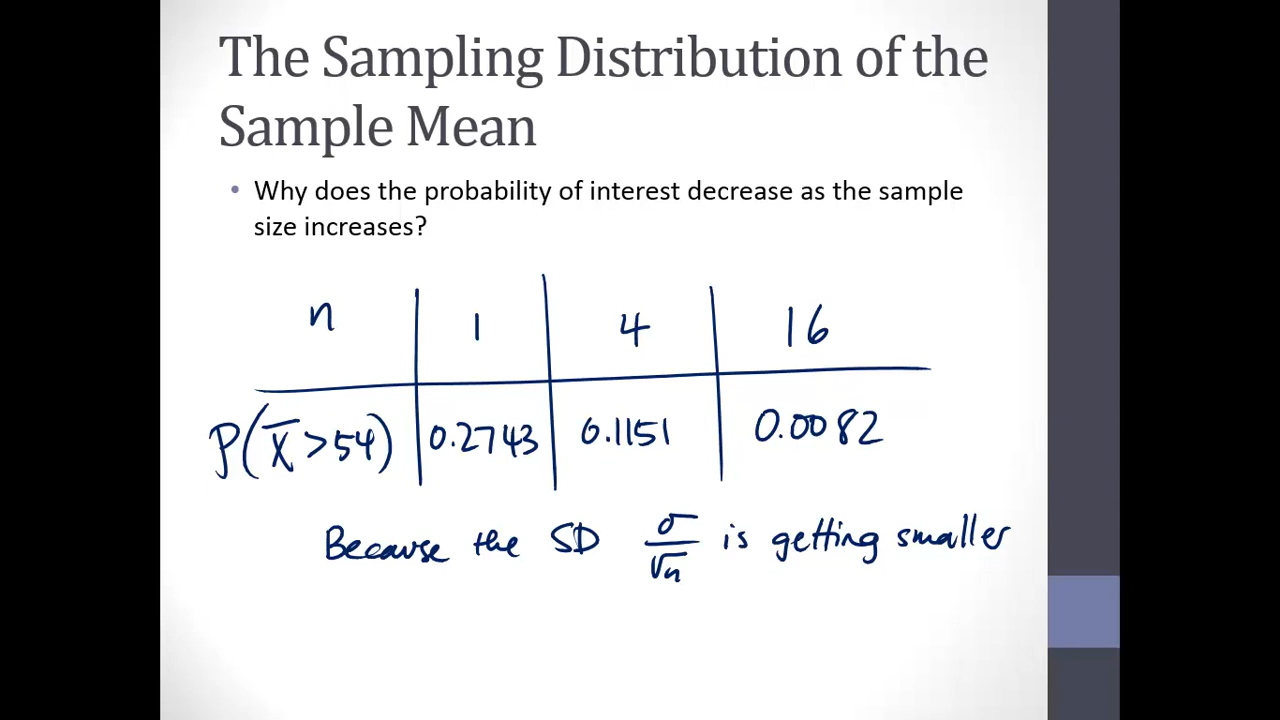 The Sampling Distribution of the
Sample Mean
• Why does the probability of interest decrease as the sample
size increases?
n 1 4 16
P(X̅>54) 0.2743 0.1151 0.0082
Because the SD σ/√n is getting smaller